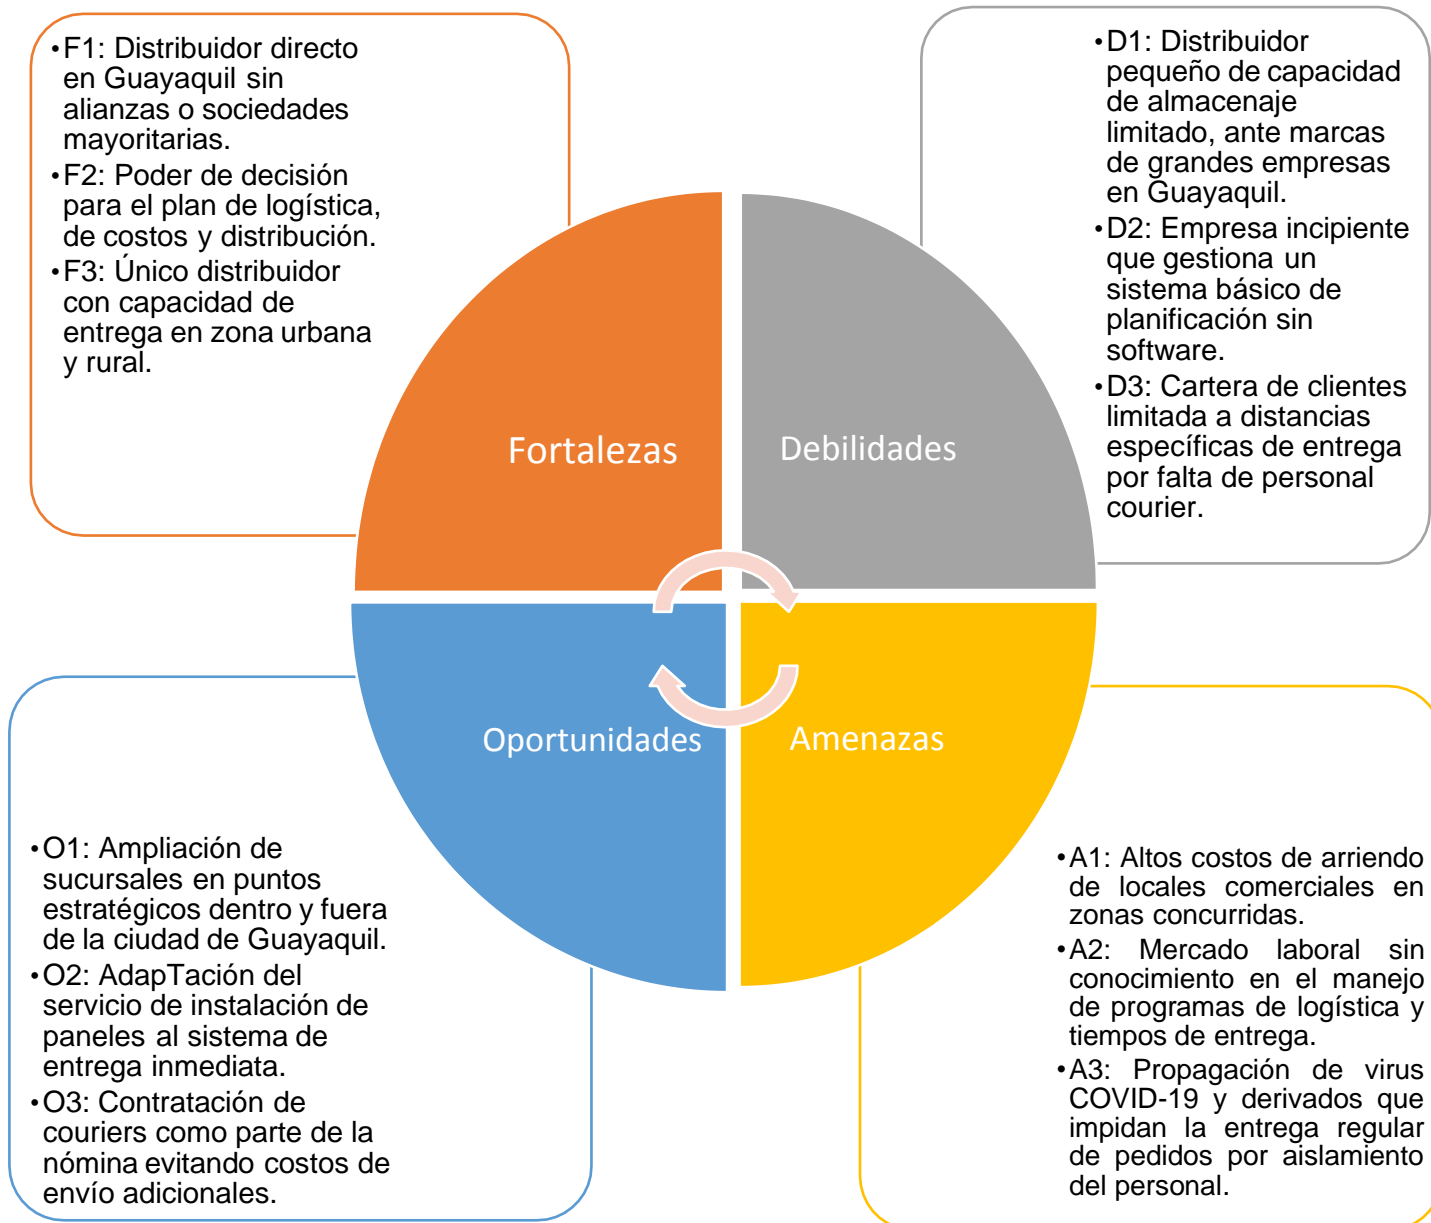 •F1: Distribuidor directo
en Guayaquil sin
alianzas o sociedades
mayoritarias.
•F2: Poder de decisión
para el plan de logística,
de costos y distribución.
•F3: Único distribuidor
con capacidad de
entrega en zona urbana
y rural.
•D1: Distribuidor
pequeño de capacidad
de almacenaje
limitado, ante marcas
de grandes empresas
en Guayaquil.
•D2: Empresa incipiente
que gestiona un
sistema básico de
planificación sin
software.
•D3: Cartera de clientes
limitada a distancias
específicas de entrega
por falta de personal
courier.
Fortalezas
Debilidades
Oportunidades
Amenazas
•O1: Ampliación de
sucursales en puntos
estratégicos dentro y fuera
de la ciudad de Guayaquil.
•O2: AdapTación del
servicio de instalación de
paneles al sistema de
entrega inmediata.
•O3: Contratación de
couriers como parte de la
nómina evitando costos de
envío adicionales.
•A1: Altos costos de arriendo
de locales comerciales en
zonas concurridas.
•A2: Mercado laboral sin
conocimiento en el manejo
de programas de logística y
tiempos de entrega.
•A3: Propagación de virus
COVID-19 y derivados que
impidan la entrega regular
de pedidos por aislamiento
del personal.